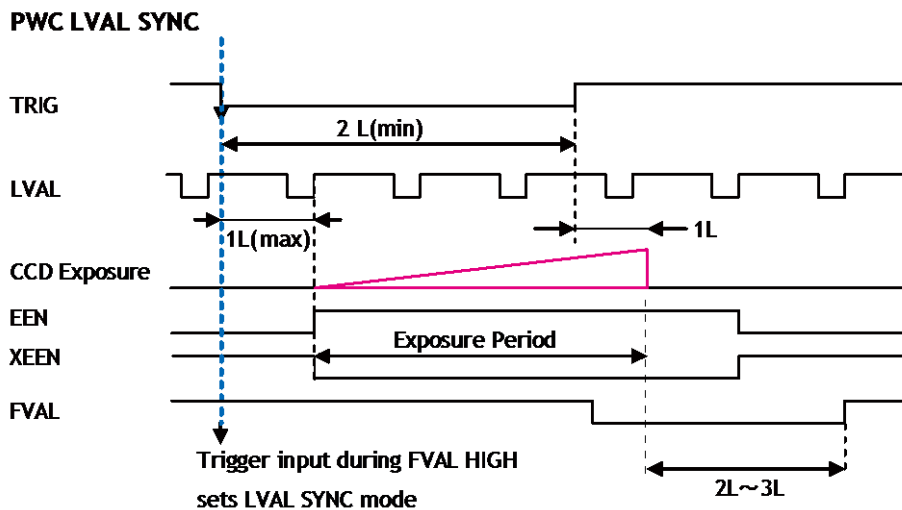 PWC LVAL SYNC
TRIG
2 L(min)
LVAL
1L(max)
1L
CCD Exposure
EEN
Exposure Period
XEEN
FVAL
Trigger input during FVAL HIGH
sets LVAL SYNC mode
2L～3L